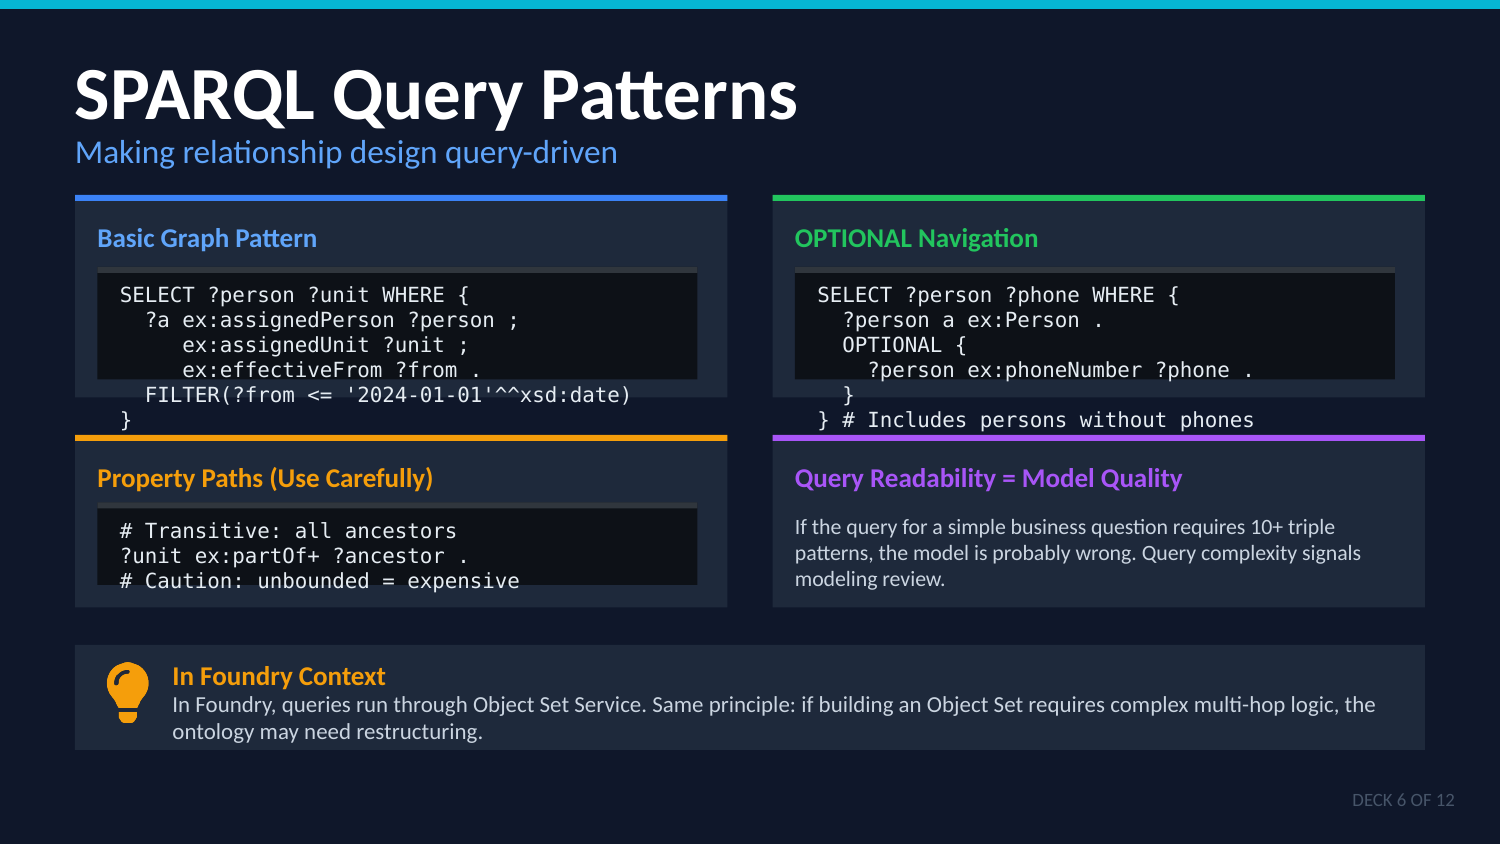 SPARQL Query Patterns
Making relationship design query-driven
Basic Graph Pattern
SELECT ?person ?unit WHERE {
  ?a ex:assignedPerson ?person ;
     ex:assignedUnit ?unit ;
     ex:effectiveFrom ?from .
  FILTER(?from <= '2024-01-01'^^xsd:date)
}
OPTIONAL Navigation
SELECT ?person ?phone WHERE {
  ?person a ex:Person .
  OPTIONAL {
    ?person ex:phoneNumber ?phone .
  }
} # Includes persons without phones
Property Paths (Use Carefully)
# Transitive: all ancestors
?unit ex:partOf+ ?ancestor .
# Caution: unbounded = expensive
Query Readability = Model Quality
If the query for a simple business question requires 10+ triple
patterns, the model is probably wrong. Query complexity signals
modeling review.
In Foundry Context
In Foundry, queries run through Object Set Service. Same principle: if building an Object Set requires complex multi-hop logic, the
ontology may need restructuring.
DECK 6 OF 12